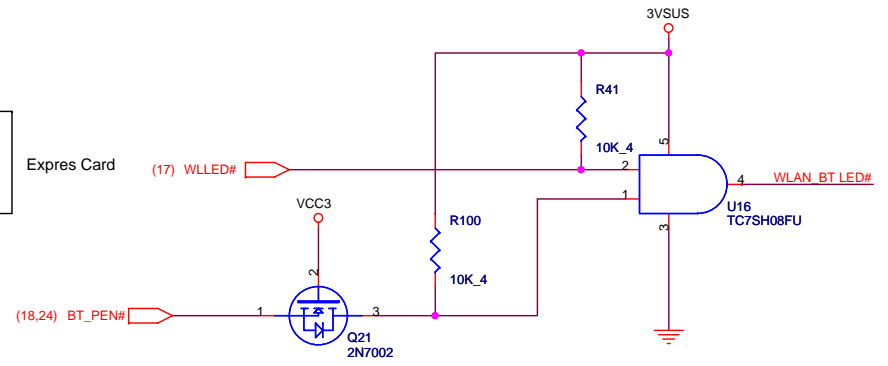 3VSUS
R41
5
10K_4
Expres Card
(17) WLLED#
2
1
4
WLAN_BT LED#
VCC3
U16
TC7SH08FU
R100
3
2
10K_4
(18,24) BT_PEN#
1
3
Q21
2N7002